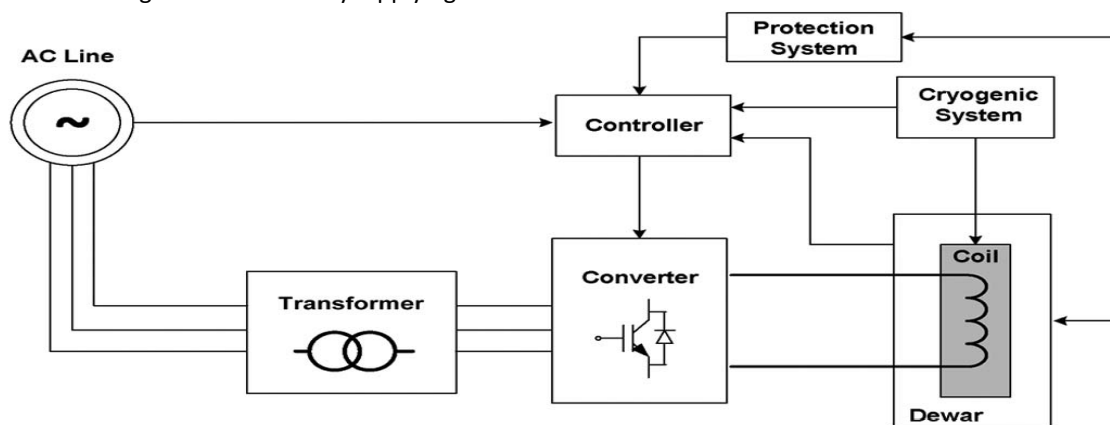 Protection
System
AC Line
~
Cryogenic
System
Controller
Coil
Converter
Transformer
Dewar